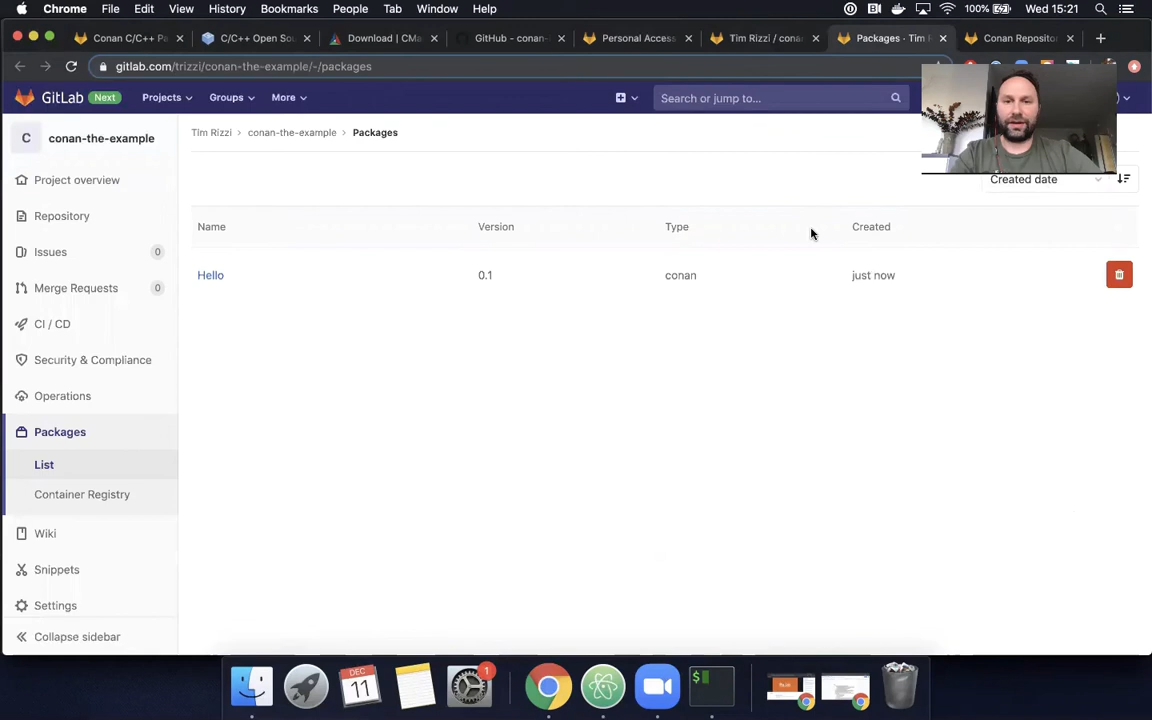 Chrome File Edit View History Bookmarks People Tab Window Help
100% Wed 15:21
Conan C/C++ Pa
C/C++ Open Sou
Download | CMa
GitHub - conan-
Personal Access
Tim Rizzi / conan
Packages · Tim
Conan Reposito
gitlab.com/trizzi/conan-the-example/-/packages
GitLab Next Projects Groups More Search or jump to...
C conan-the-example
Tim Rizzi › conan-the-example › Packages
Created date
Project overview
Repository
Issues 0
Merge Requests 0
CI / CD
Security & Compliance
Operations
Packages
List
Container Registry
Wiki
Snippets
Settings
Collapse sidebar
Name Version Type Created
Hello 0.1 conan just now
DEC
11
1
$